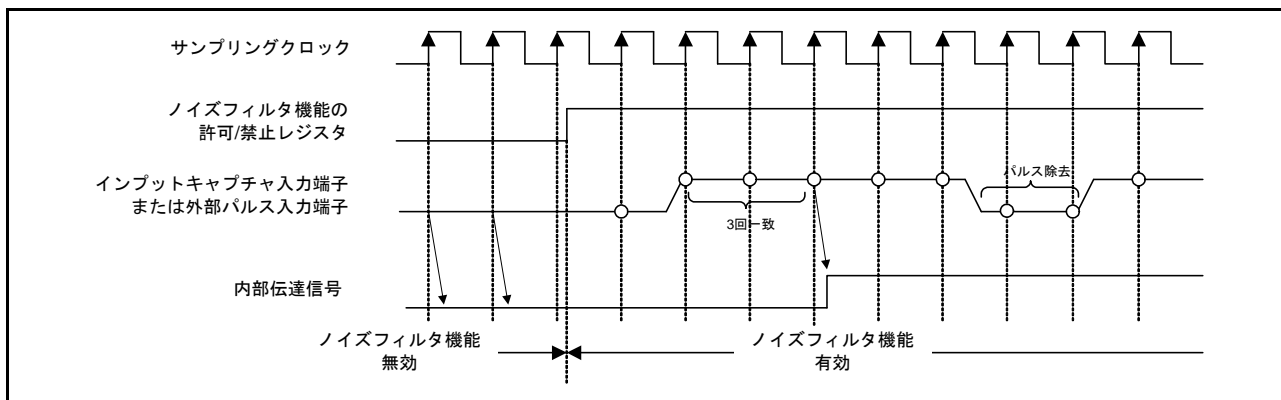 サンプリングクロック
ノイズフィルタ機能の
許可/禁止レジスタ
インプットキャプチャ入力端子
または外部パルス入力端子
パルス除去
3回一致
内部伝達信号
ノイズフィルタ機能
無効
ノイズフィルタ機能
有効